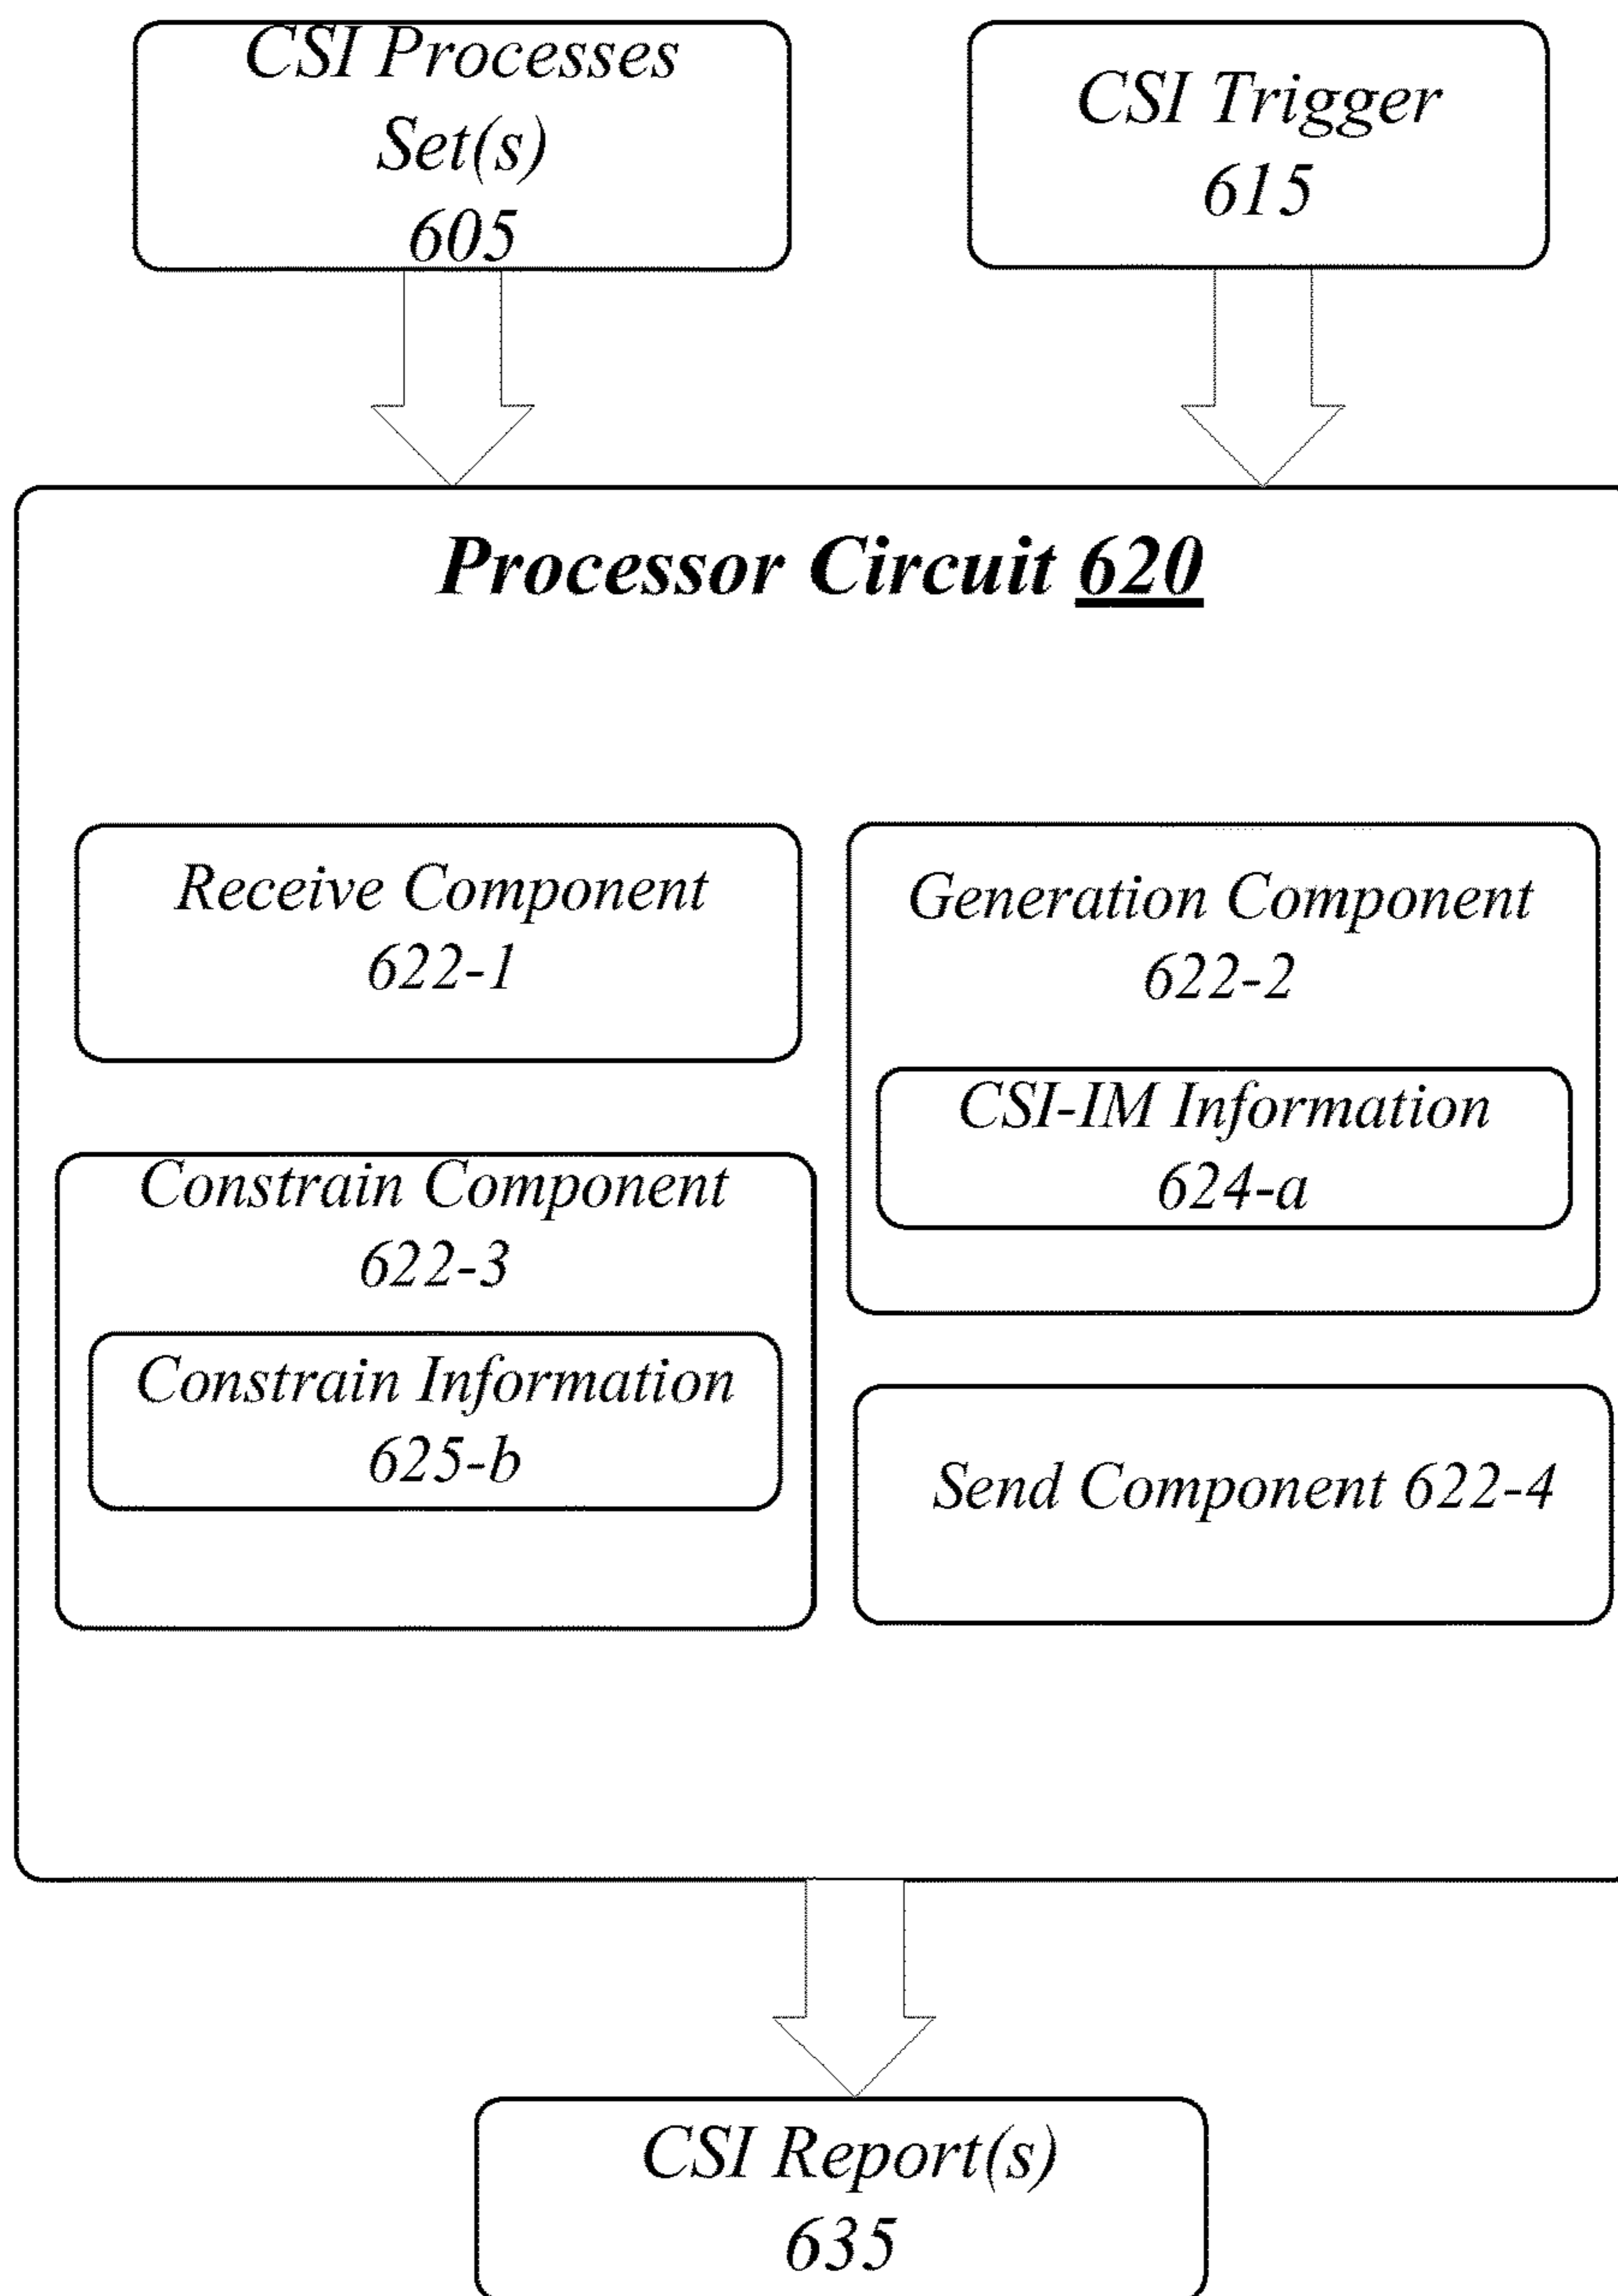 CSI Processes
Set(s)
605
CSI Trigger
615
Processor Circuit 620
Receive Component
622-1
Generation Component
622-2
CSI-IM Information
624-a
Constrain Component
622-3
Constrain Information
625-b
Send Component 622-4
CSI Report(s)
635